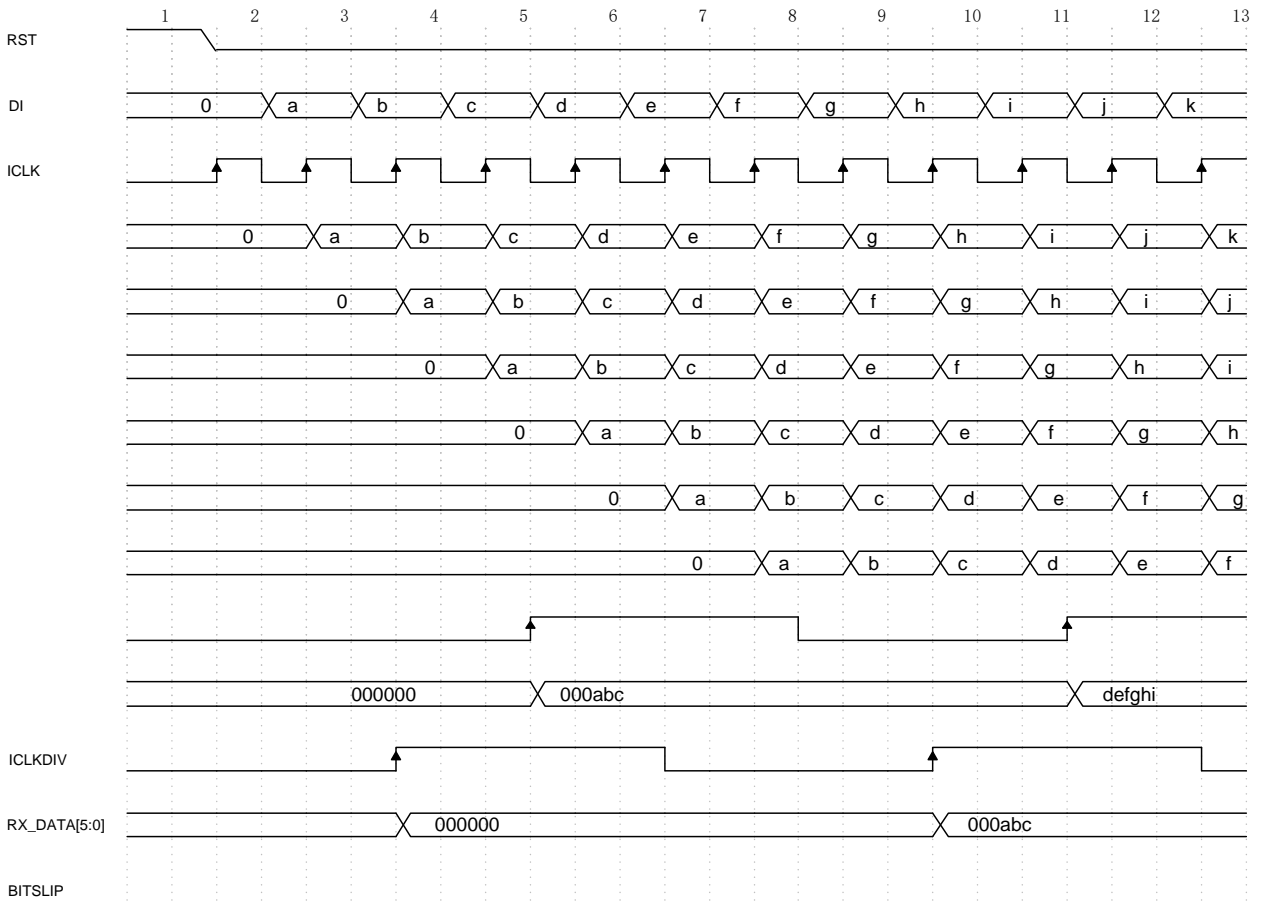 1 2 3 4 5 6 7 8 9 10 11 12 13
RST
DI 0 a b c d e f g h i j k
ICLK
0 a b c d e f g h i j k
0 a b c d e f g h i j
0 a b c d e f g h i
0 a b c d e f g h
0 a b c d e f g
0 a b c d e f
000000 000abc defghi
ICLKDIV
RX_DATA[5:0] 000000 000abc
BITSLIP